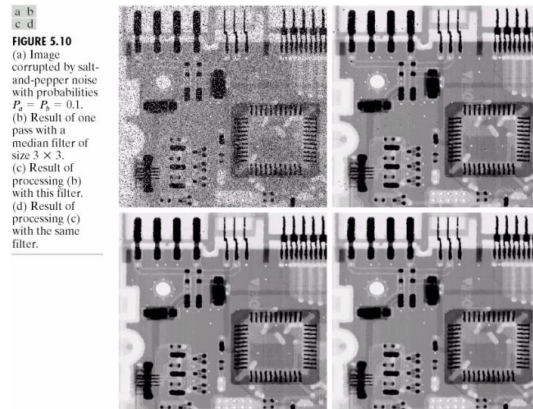 a b
c d
FIGURE 5.10
(a) Image
corrupted by salt-
and-pepper noise
with probabilities
Pₐ = P_b = 0.1.
(b) Result of one
pass with a
median filter of
size 3 × 3.
(c) Result of
processing (b)
with this filter.
(d) Result of
processing (c)
with the same
filter.